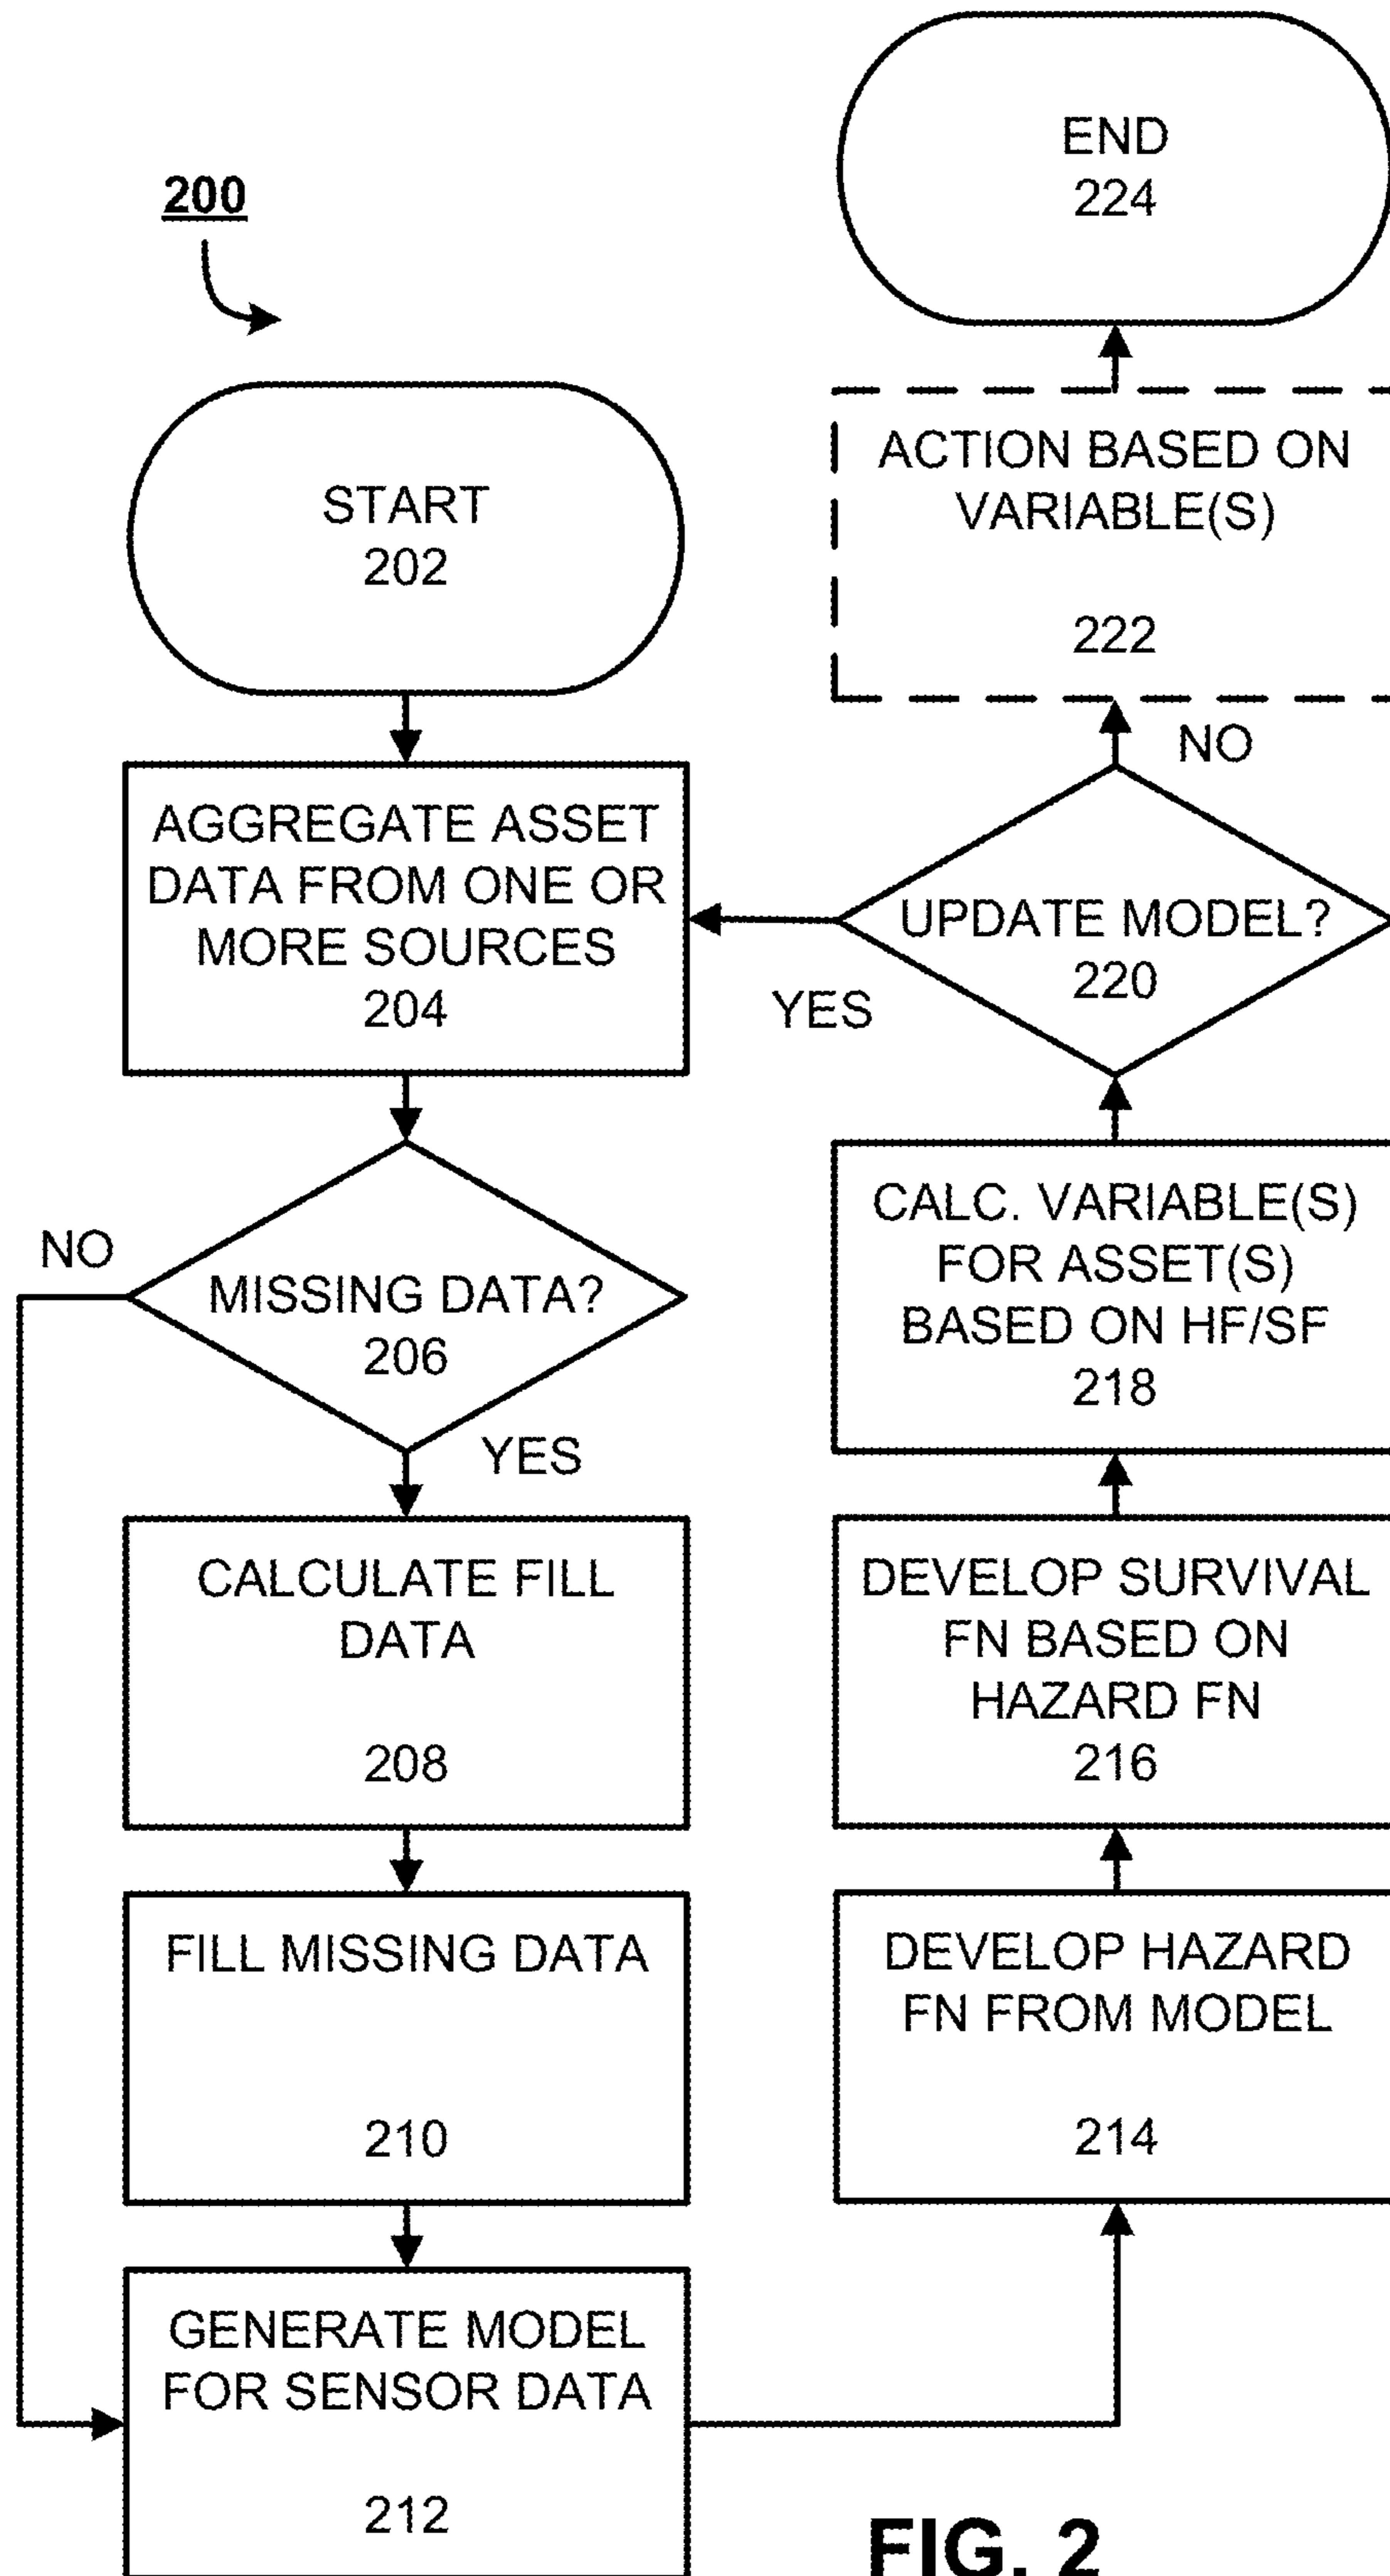 200
START
202
AGGREGATE ASSET
DATA FROM ONE OR
MORE SOURCES
204
MISSING DATA?
206
NO
YES
CALCULATE FILL
DATA
208
FILL MISSING DATA
210
GENERATE MODEL
FOR SENSOR DATA
212
DEVELOP HAZARD
FN FROM MODEL
214
DEVELOP SURVIVAL
FN BASED ON
HAZARD FN
216
CALC. VARIABLE(S)
FOR ASSET(S)
BASED ON HF/SF
218
UPDATE MODEL?
220
YES
NO
ACTION BASED ON
VARIABLE(S)
222
END
224
FIG. 2